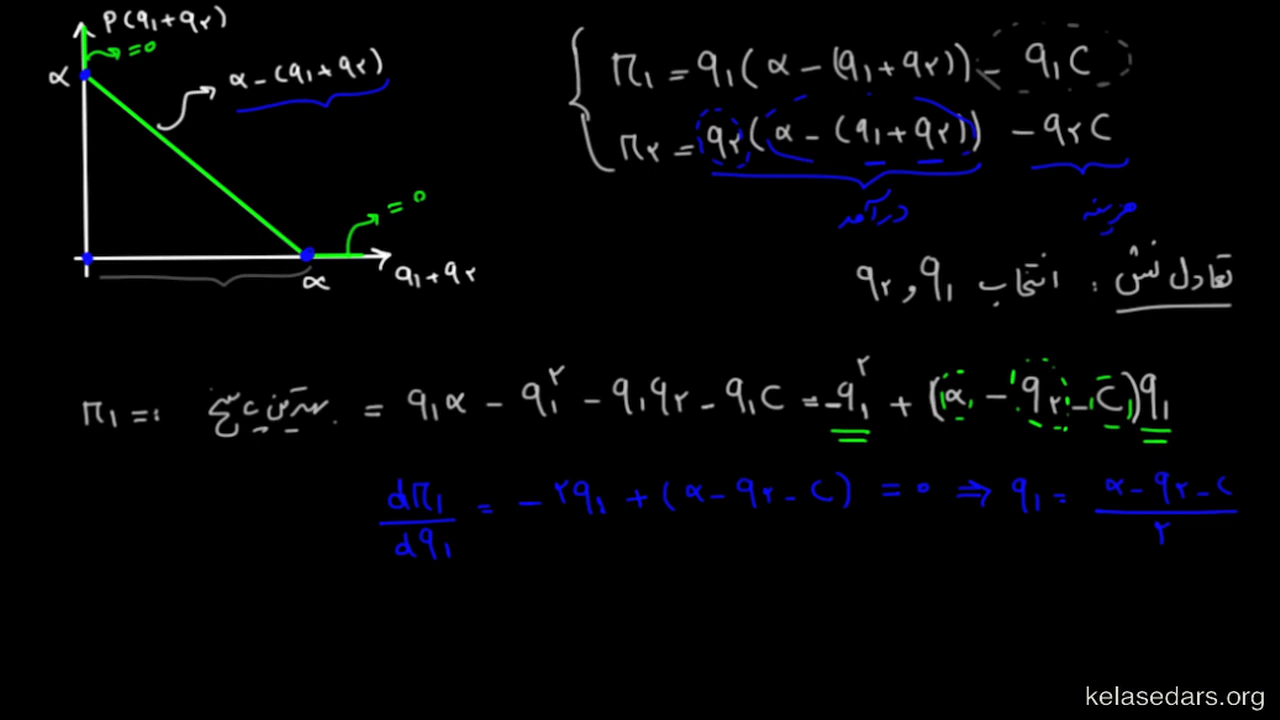 P(q۱+q۲)
=۰
α
α-(q۱+q۲)
=۰
q۱+q۲
α
π۱ = q۱(α-(q۱+q۲)) - q۱c
π۲ = q۲(α-(q۱+q۲)) - q۲c
درآمد
هزینه
تعادل نش : انتخاب q۱ و q۲
π۱ =: بهترین پاسخ = q۱α - q۱^۲ - q۱q۲ - q۱c = -q۱^۲ + (α - q۲ - c)q۱
dπ۱/dq۱ = -۲q۱ + (α-q۲-c) = ۰ ⇒ q۱ = (α-q۲-c)/۲
kelasedars.org